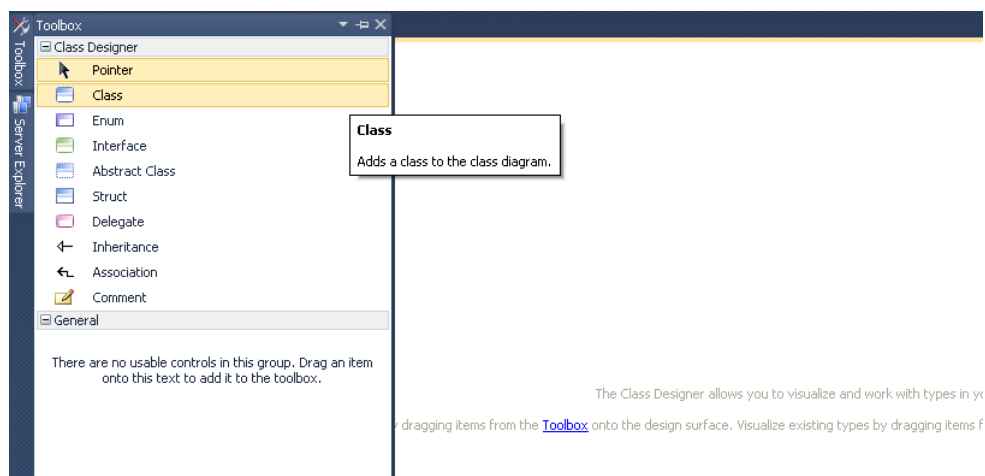 Toolbox
Toolbox
Server Explorer
Class Designer
Pointer
Class
Enum
Interface
Abstract Class
Struct
Delegate
Inheritance
Association
Comment
General
There are no usable controls in this group. Drag an item
onto this text to add it to the toolbox.
Class
Adds a class to the class diagram.
The Class Designer allows you to visualize and work with types in
dragging items from the Toolbox onto the design surface. Visualize existing types by dragging items